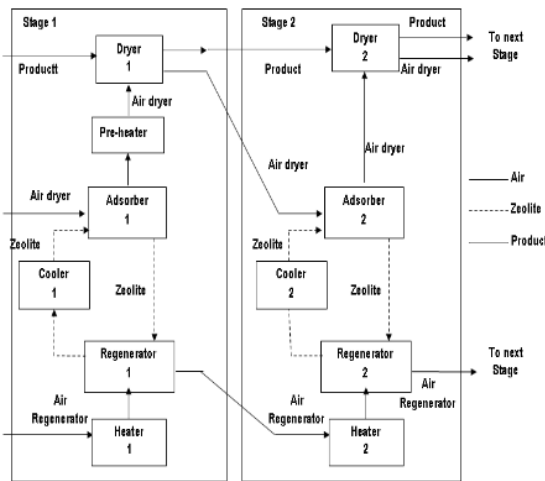 Stage 1
Stage 2
Product
Dryer
1
Dryer
2
To next
Stage
Productt
Product
Air dryer
Air dryer
Pre-heater
Air dryer
Air dryer
Air
Air dryer
Adsorber
1
Adsorber
2
Zeolite
Zeolite
Zeolite
Product
Cooler
1
Zeolite
Cooler
2
Zeolite
Regenerator
1
Regenerator
2
To next
Stage
Air
Regenerator
Air
Regenerator
Air
Regenerator
Heater
1
Heater
2